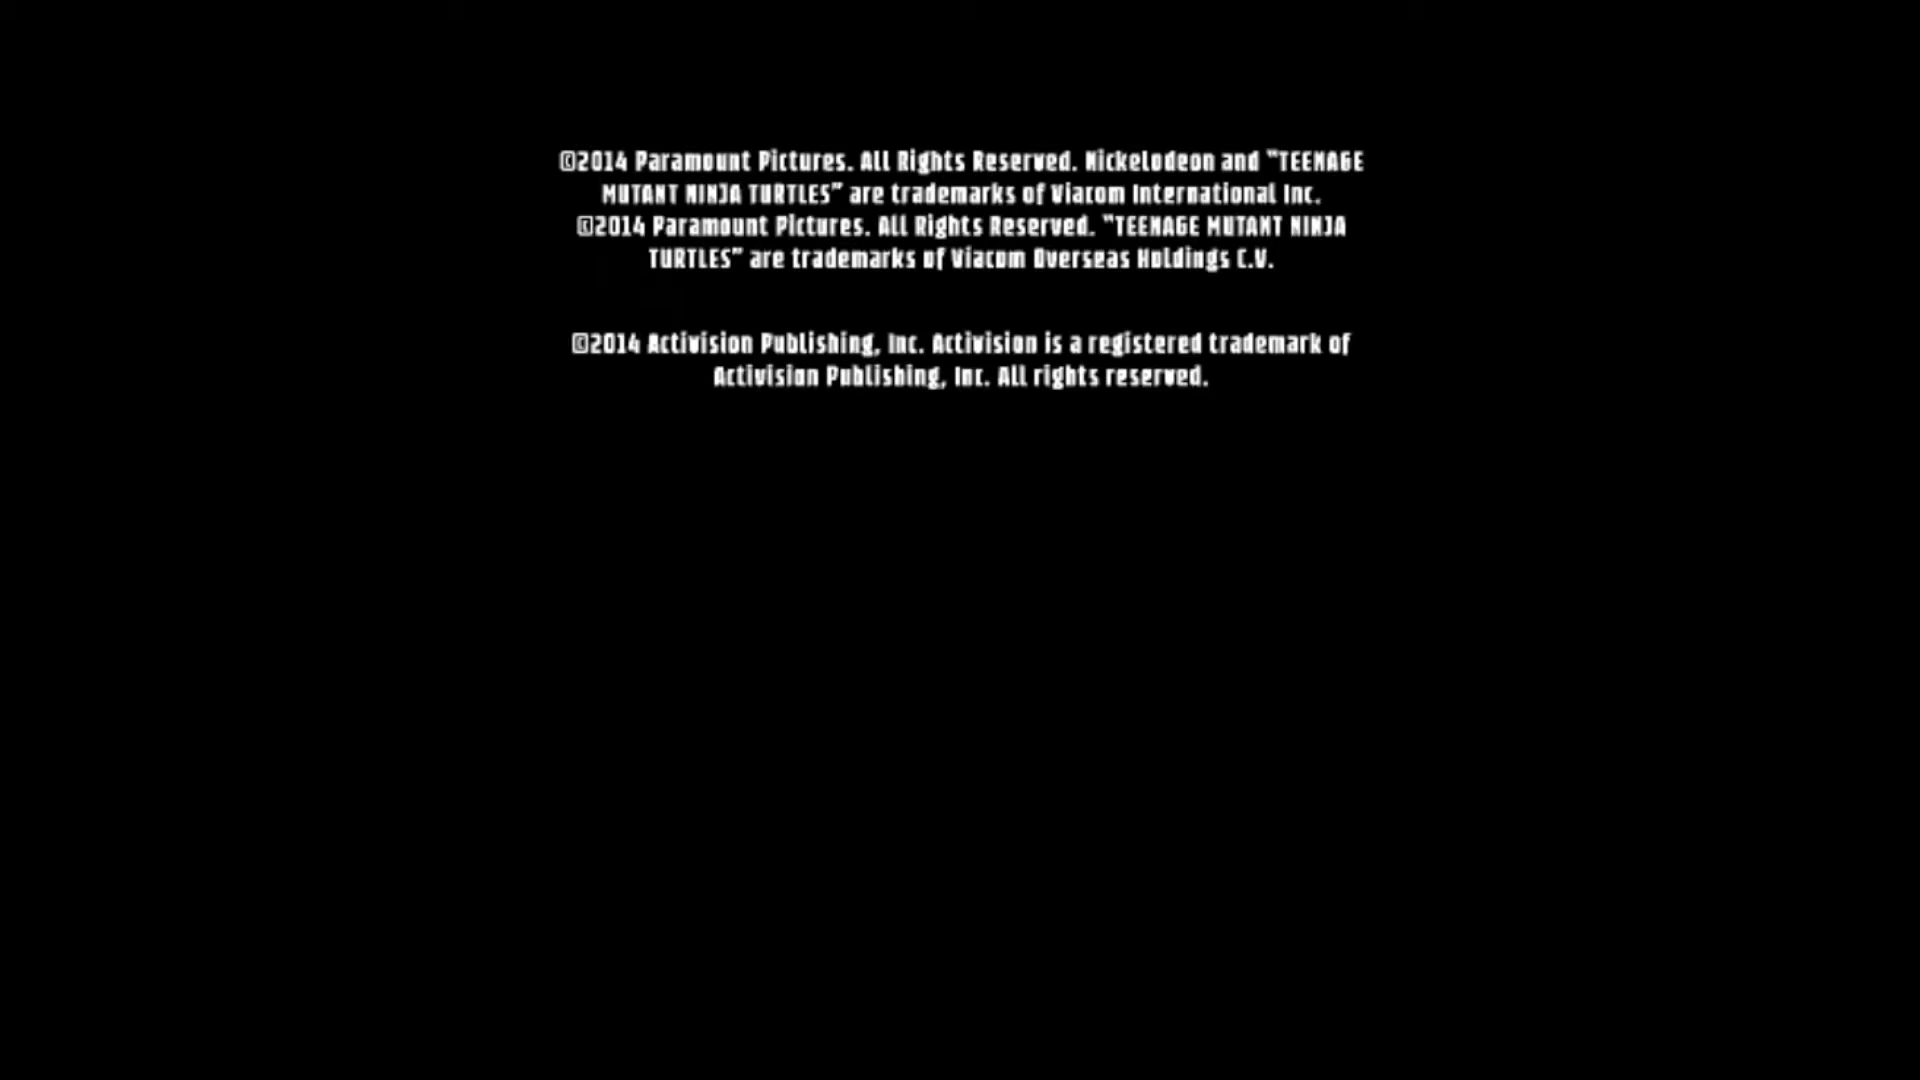 ©2014 Paramount Pictures. All Rights Reserved. Nickelodeon and “TEENAGE
MUTANT NINJA TURTLES” are trademarks of Viacom International Inc.
©2014 Paramount Pictures. All Rights Reserved. “TEENAGE MUTANT NINJA
TURTLES” are trademarks of Viacom Overseas Holdings C.V.
©2014 Activision Publishing, Inc. Activision is a registered trademark of
Activision Publishing, Inc. All rights reserved.